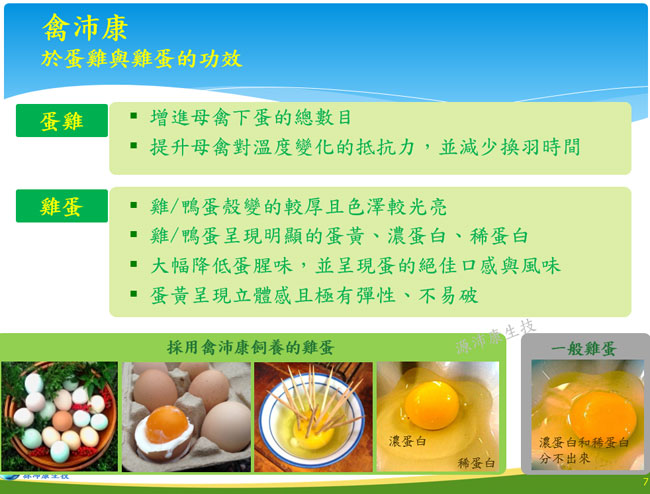 禽沛康
於蛋雞與雞蛋的功效
蛋雞
▪ 增進母禽下蛋的總數目
▪ 提升母禽對溫度變化的抵抗力，並減少換羽時間
雞蛋
▪ 雞/鴨蛋殼變的較厚且色澤較光亮
▪ 雞/鴨蛋呈現明顯的蛋黃、濃蛋白、稀蛋白
▪ 大幅降低蛋腥味，並呈現蛋的絕佳口感與風味
▪ 蛋黃呈現立體感且極有彈性、不易破
源沛康生技
採用禽沛康飼養的雞蛋
一般雞蛋
濃蛋白
稀蛋白
濃蛋白和稀蛋白
分不出來
源沛康生技
7